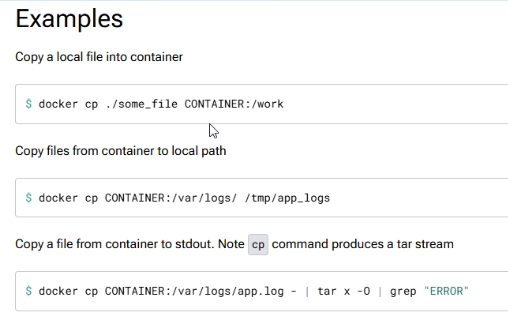 Examples
Copy a local file into container
$ docker cp ./some_file CONTAINER:/work
Copy files from container to local path
$ docker cp CONTAINER:/var/logs/ /tmp/app_logs
Copy a file from container to stdout. Note cp command produces a tar stream
$ docker cp CONTAINER:/var/logs/app.log - | tar x -O | grep "ERROR"